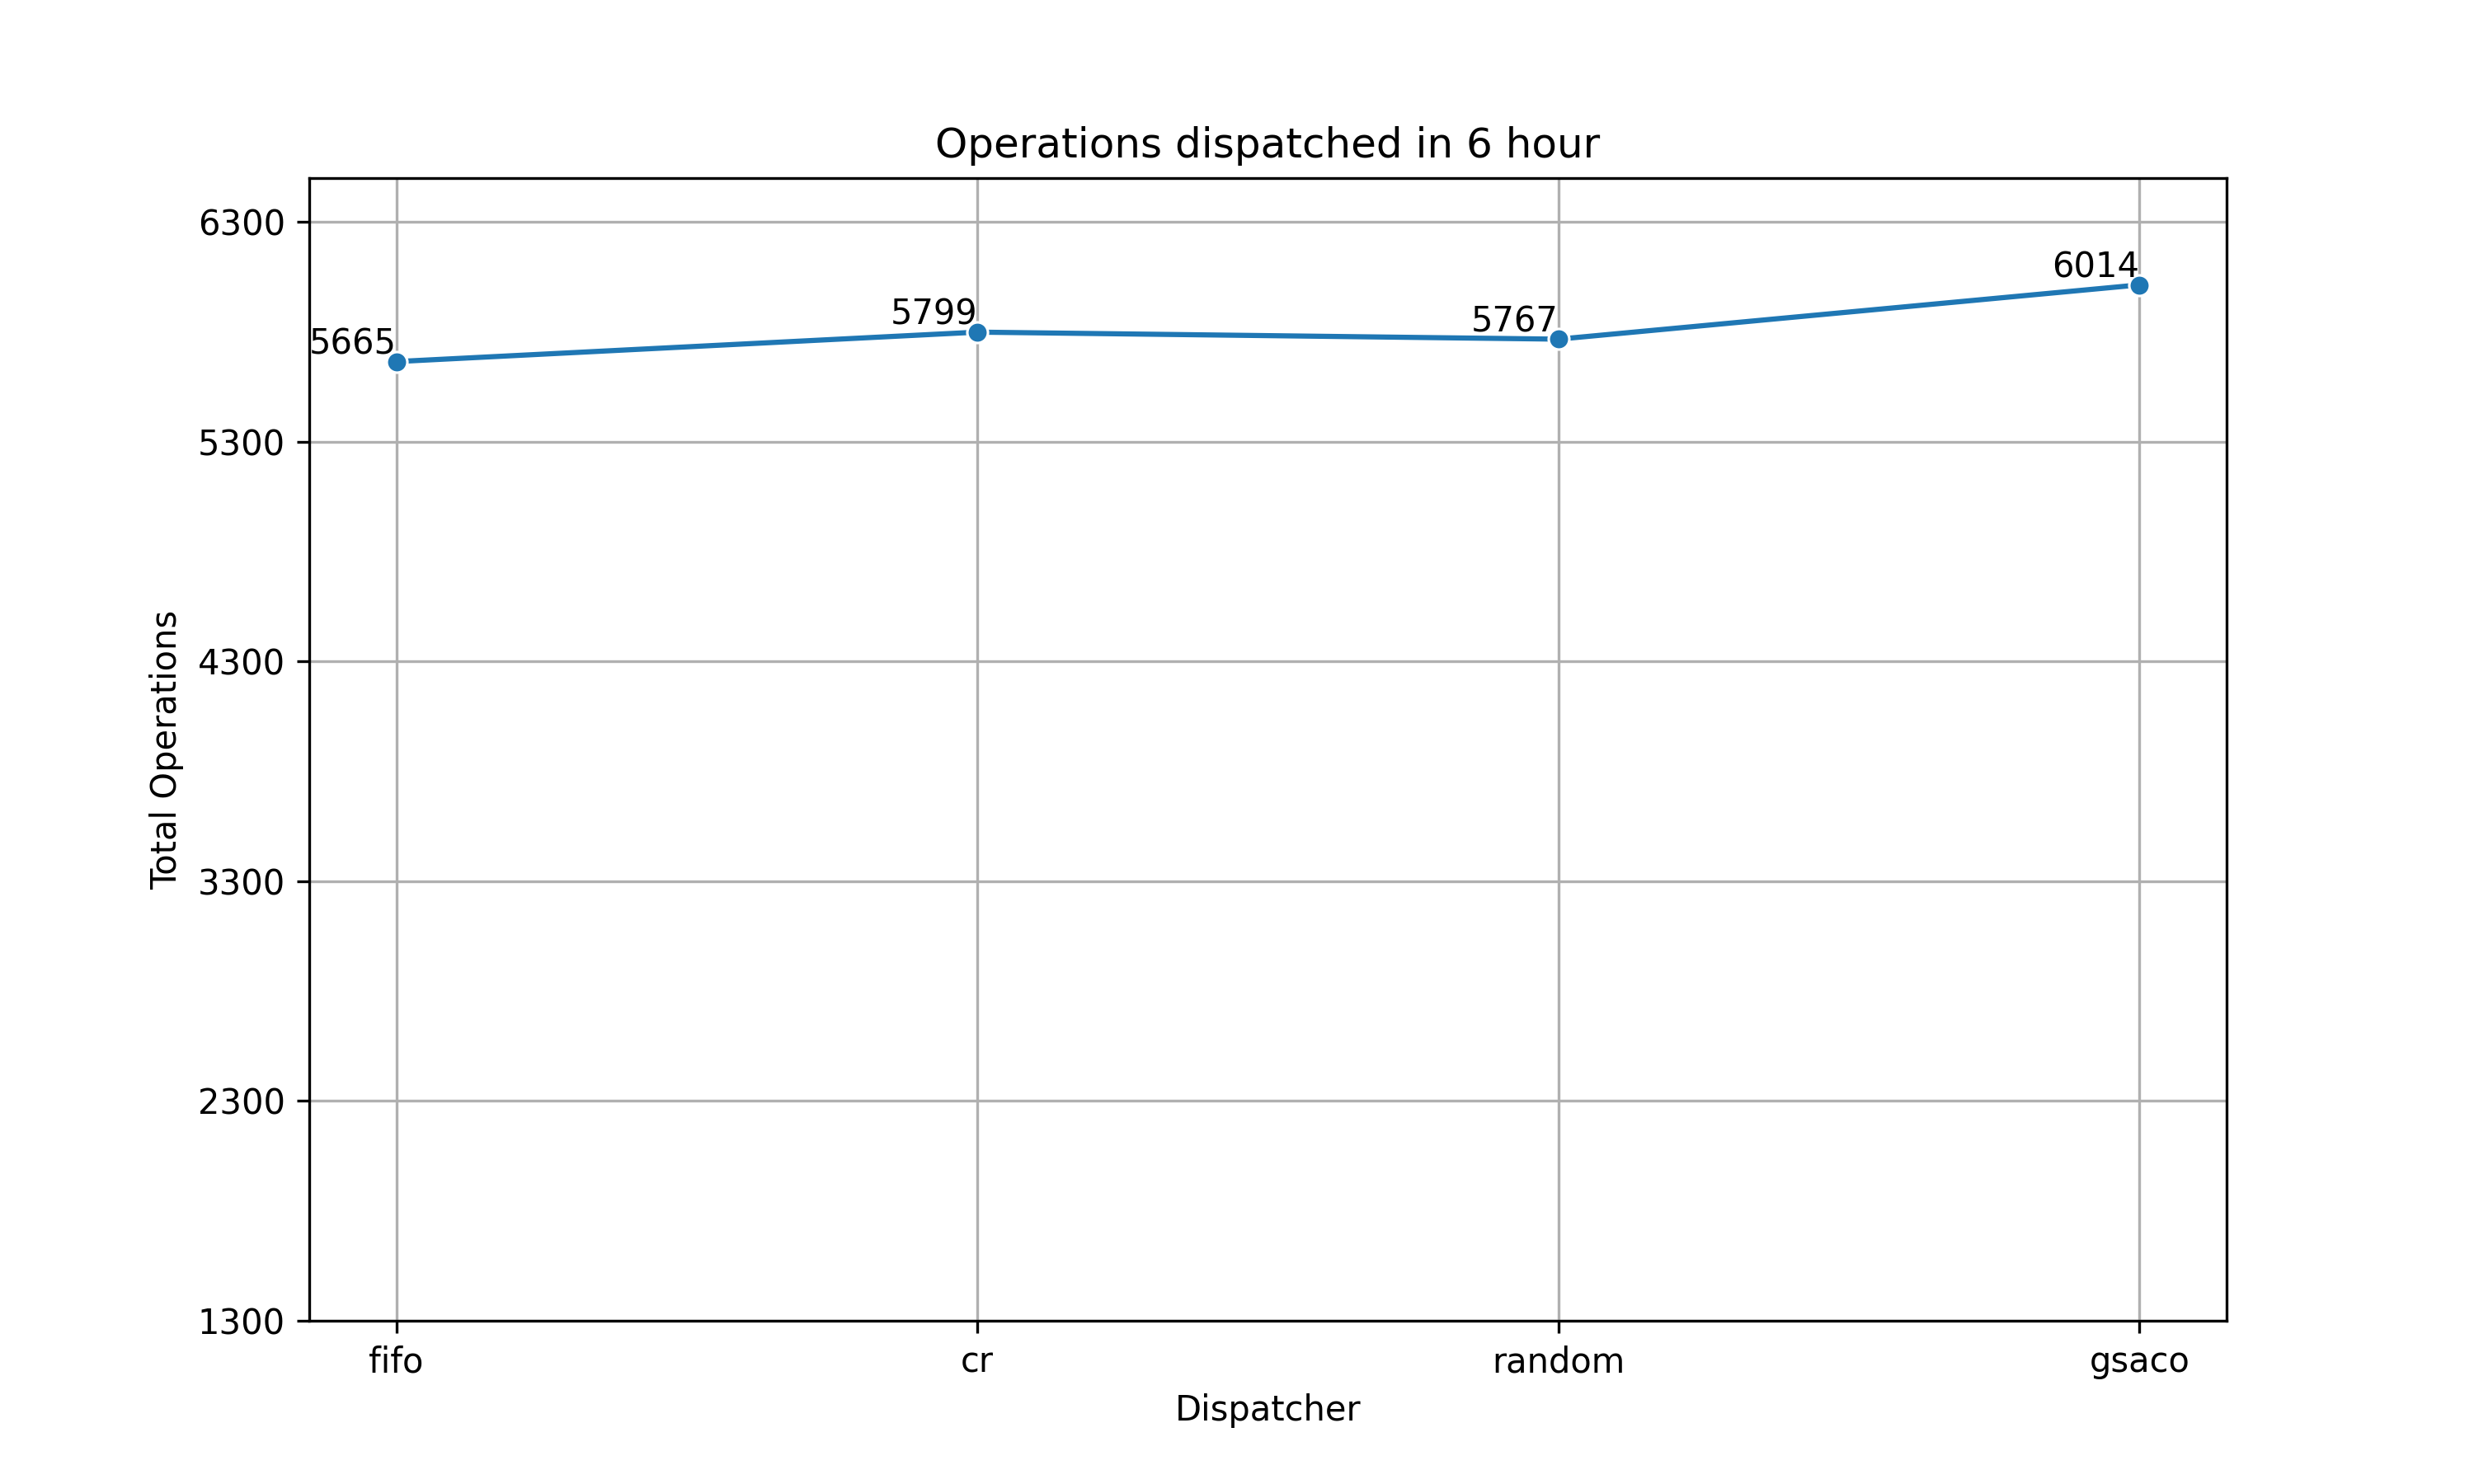 Operations dispatched in 6 hour
6300
5300
4300
3300
2300
1300
Total Operations
5665
5799
5767
6014
fifo
cr
random
gsaco
Dispatcher